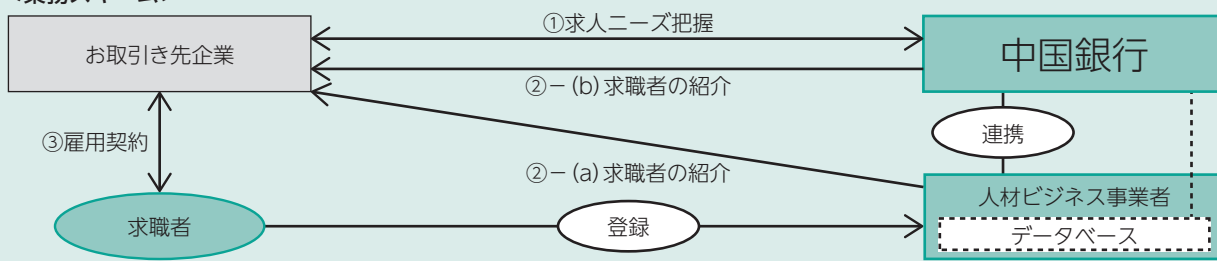 ①求人ニーズ把握
お取引き先企業
中国銀行
②−(b)求職者の紹介
③雇用契約
連携
②−(a)求職者の紹介
人材ビジネス事業者
求職者
登録
データベース